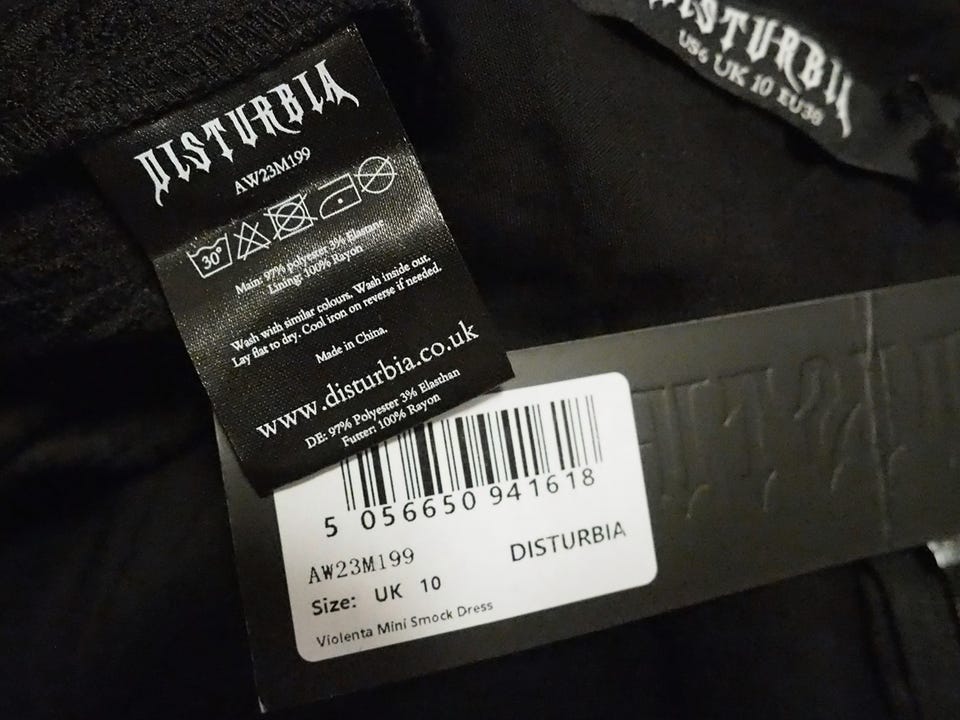 DISTURBIA
AW23M199
30°
Main: 97% polyester 3% Elastane
Lining: 100% Rayon
Wash with similar colours, Wash inside out.
Lay flat to dry. Cool iron on reverse if needed.
Made in China.
www.disturbia.co.uk
DE: 97% Polyester 3% Elasthan
Futter: 100% Rayon
DISTURBIA
US6 UK 10 EU38
5 056650 941618
AW23M199
DISTURBIA
Size: UK 10
Violenta Mini Smock Dress